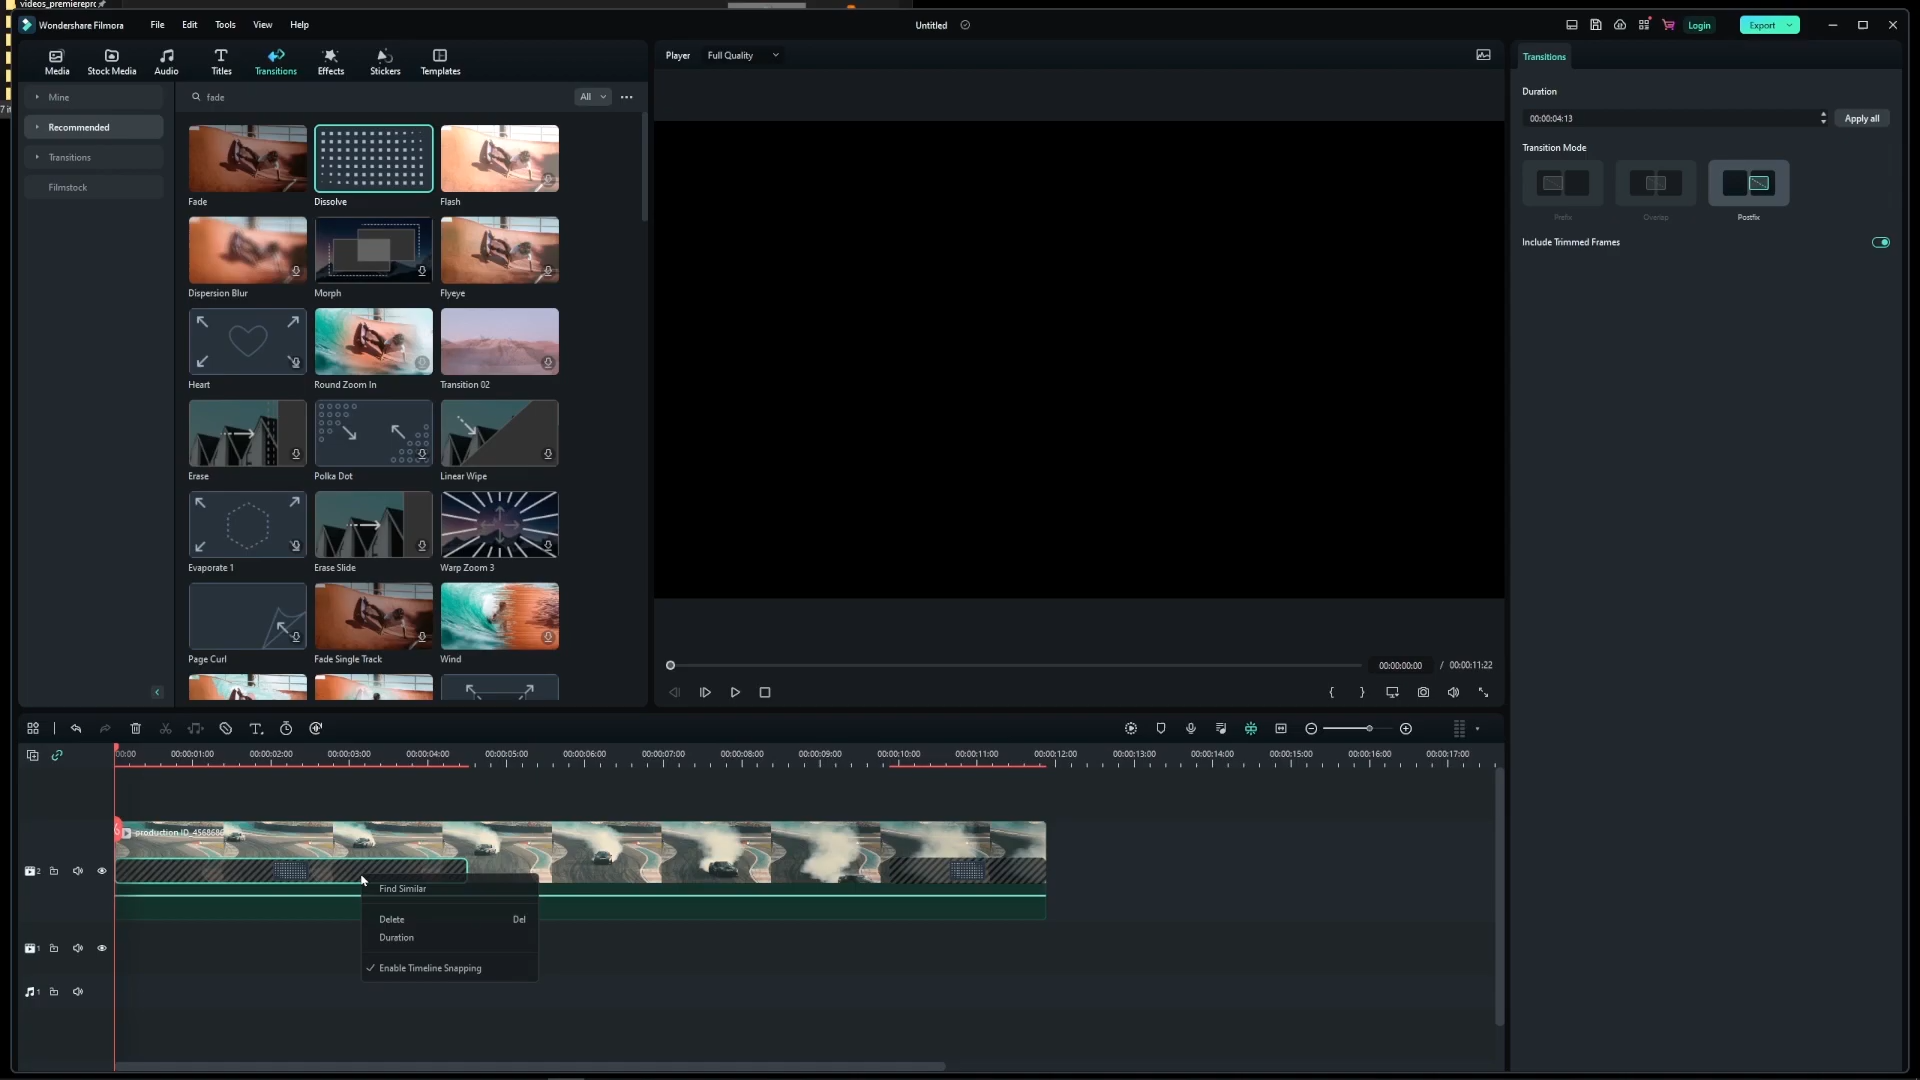 videos_premierepro
Wondershare Filmora
File
Edit
Tools
View
Help
Untitled
Login
Export
Media
Stock Media
Audio
Titles
Transitions
Effects
Stickers
Templates
Player
Full Quality
Transitions
Mine
Recommended
Transitions
Filmstock
fade
All
Fade
Dissolve
Flash
Dispersion Blur
Morph
Flyeye
Heart
Round Zoom In
Transition 02
Erase
Polka Dot
Linear Wipe
Evaporate 1
Erase Slide
Warp Zoom 3
Page Curl
Fade Single Track
Wind
Duration
00:00:04:13
Apply all
Transition Mode
Prefix
Overlap
Postfix
Include Trimmed Frames
00:00:00:00
/ 00:00:11:22
00:00
00:00:01:00
00:00:02:00
00:00:03:00
00:00:04:00
00:00:05:00
00:00:06:00
00:00:07:00
00:00:08:00
00:00:09:00
00:00:10:00
00:00:11:00
00:00:12:00
00:00:13:00
00:00:14:00
00:00:15:00
00:00:16:00
00:00:17:00
production ID_4568686
2
Find Similar
Delete Del
Duration
Enable Timeline Snapping
1
1